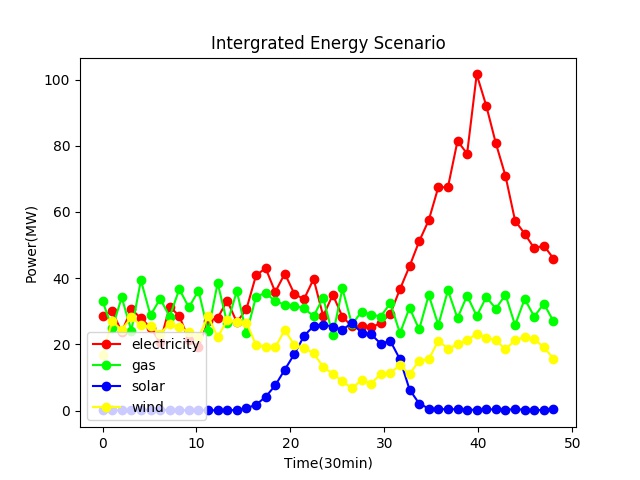 Intergrated Energy Scenario
Power(MW)
100
80
60
40
20
0
electricity
gas
solar
wind
0 10 20 30 40 50
Time(30min)